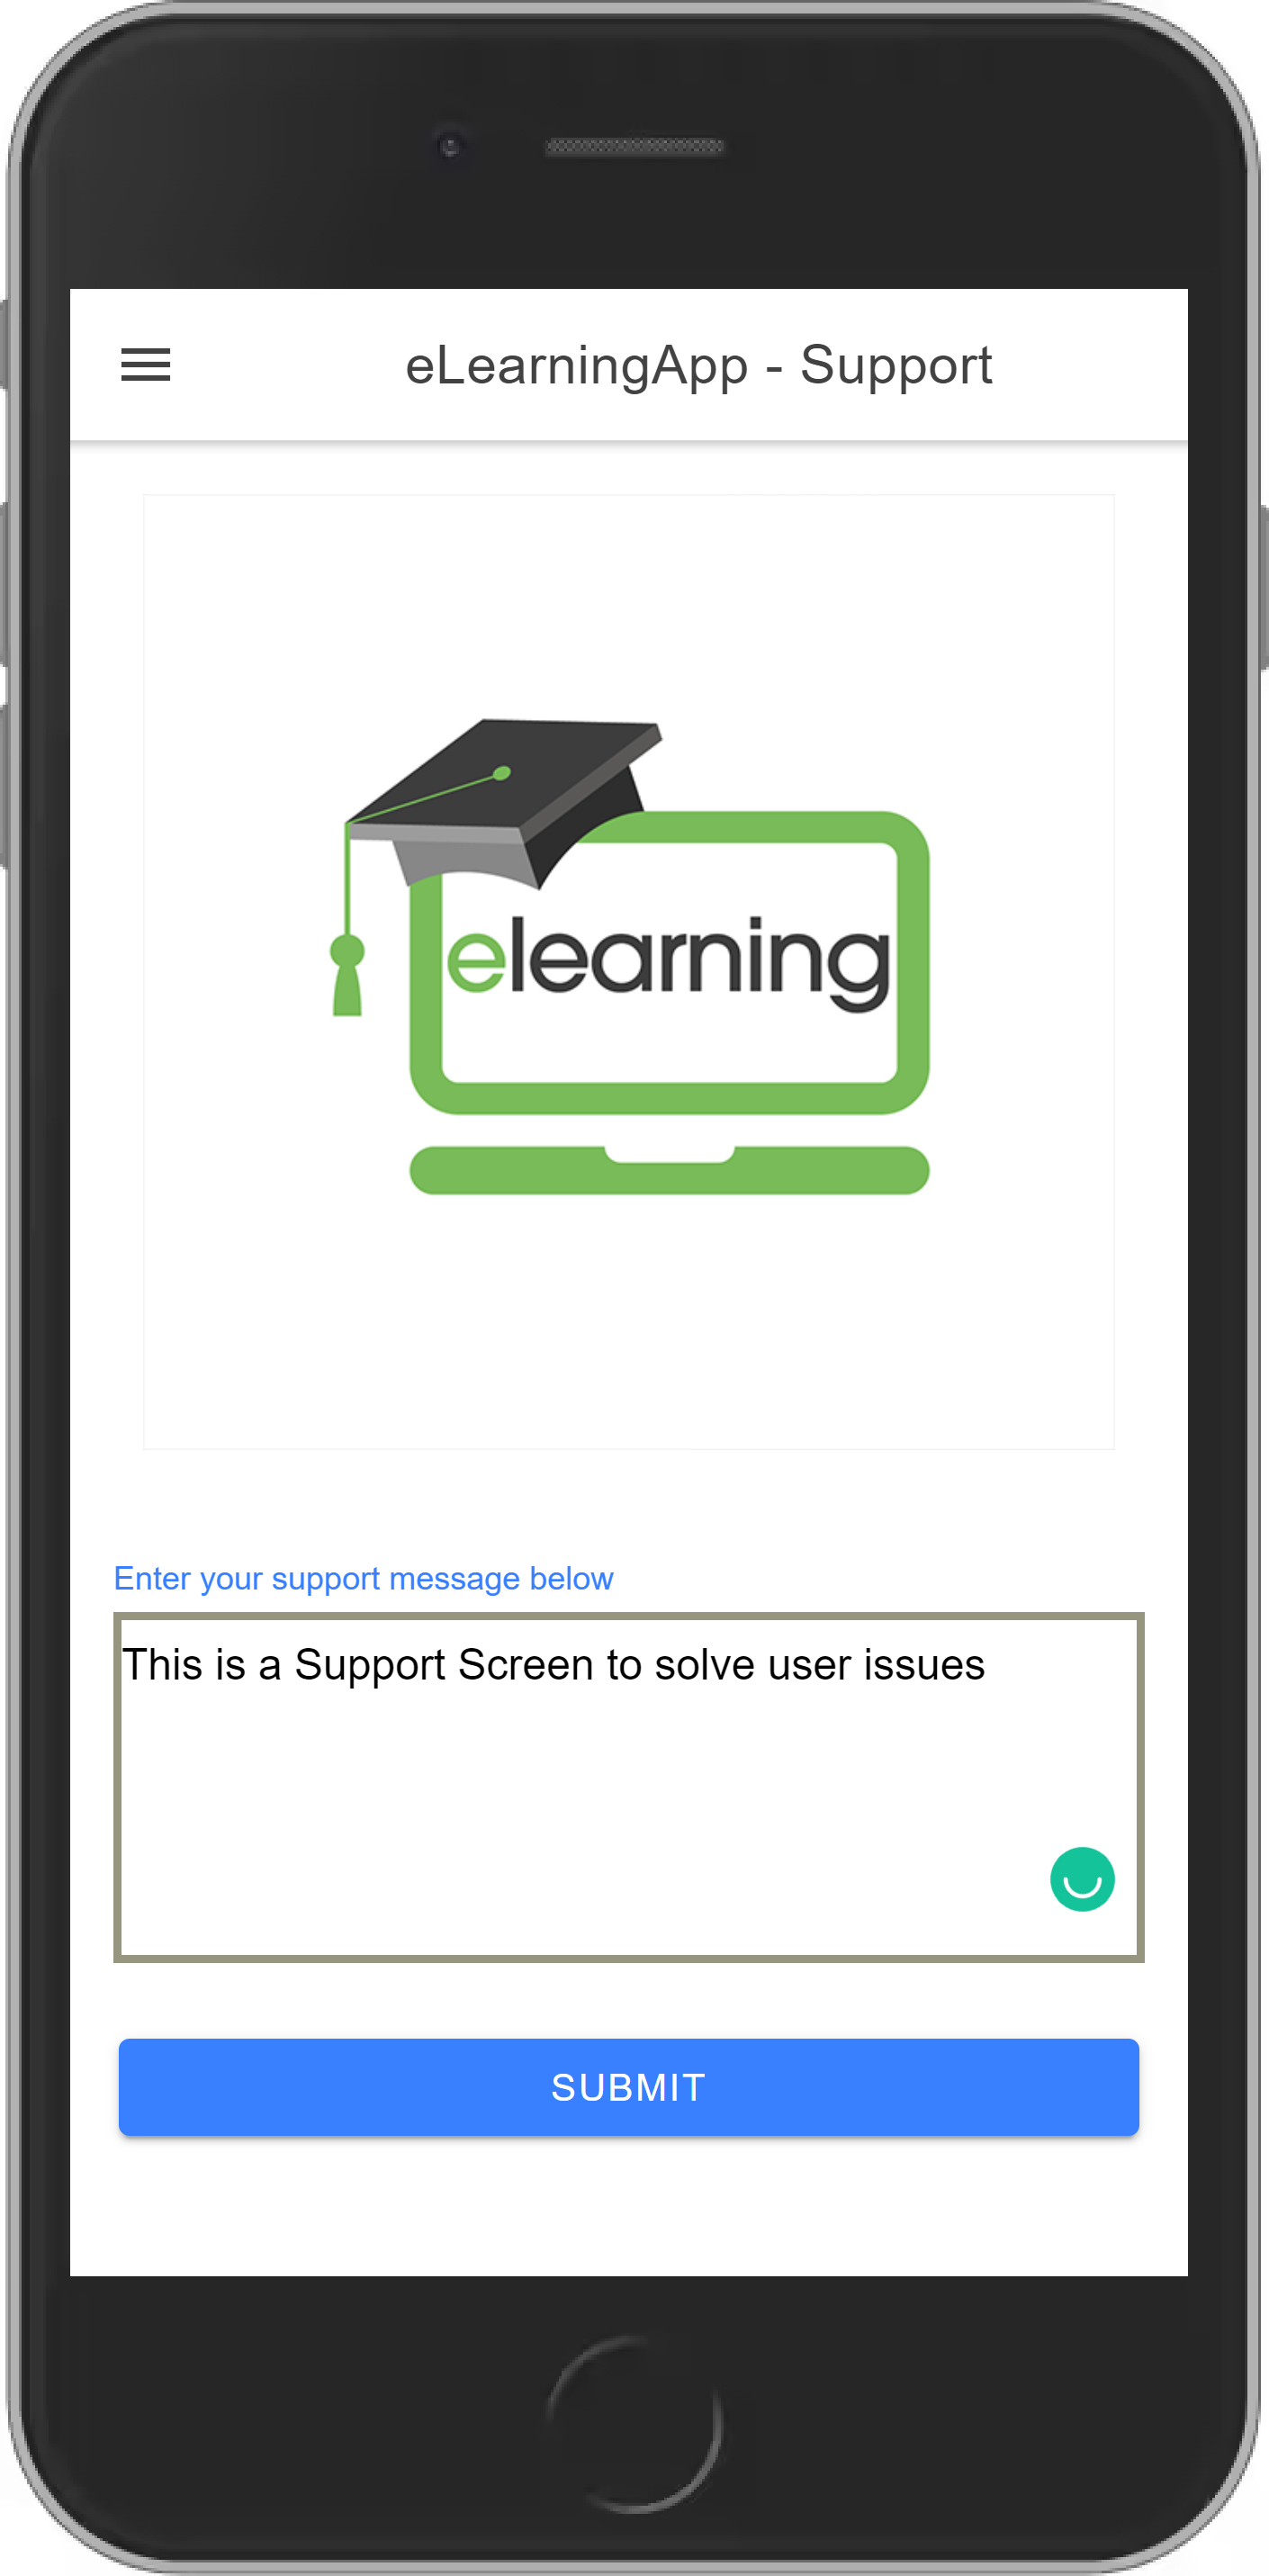 eLearningApp - Support
elearning
Enter your support message below
This is a Support Screen to solve user issues
SUBMIT